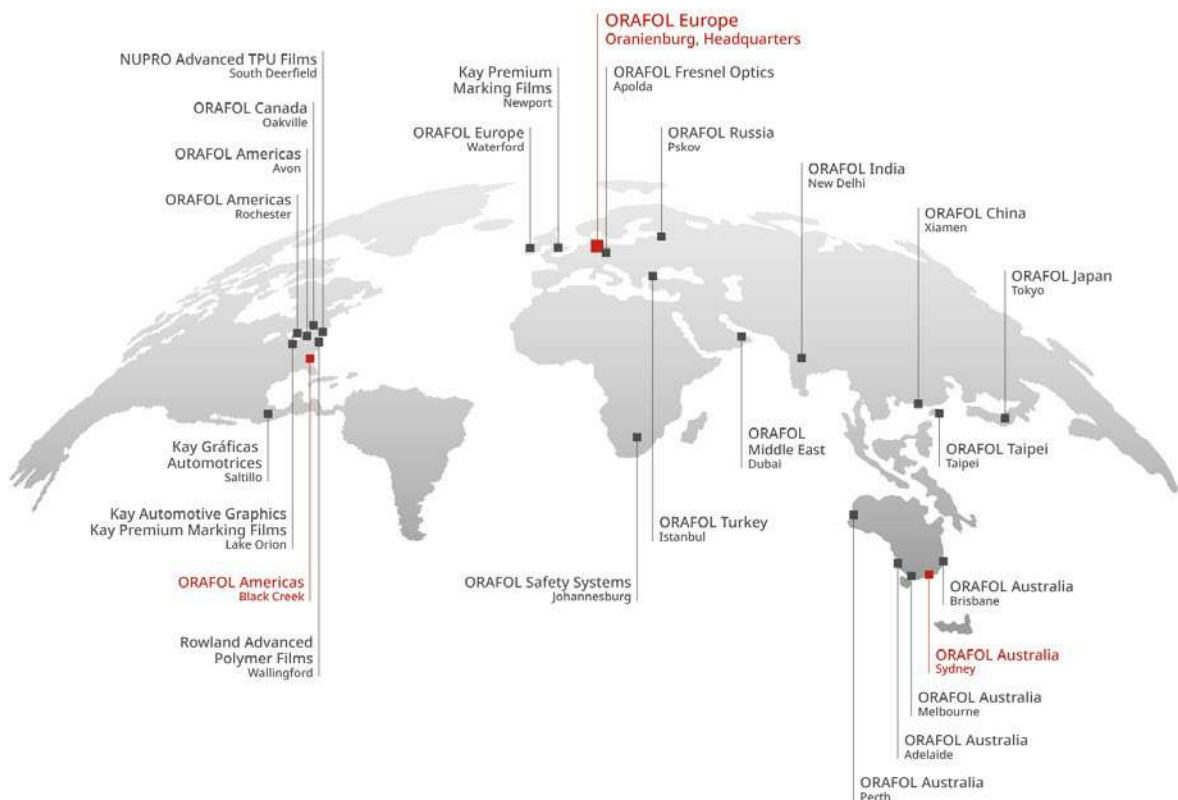 ORAFOL Europe
Oranienburg, Headquarters
NUPRO Advanced TPU Films
South Deerfield
Kay Premium
Marking Films
Newport
ORAFOL Fresnel Optics
Apolda
ORAFOL Canada
Oakville
ORAFOL Europe
Waterford
ORAFOL Russia
Pskov
ORAFOL Americas
Avon
ORAFOL India
New Delhi
ORAFOL Americas
Rochester
ORAFOL China
Xiamen
ORAFOL Japan
Tokyo
Kay Gráficas
Automotrices
Saltillo
ORAFOL
Middle East
Dubai
ORAFOL Taipei
Taipei
Kay Automotive Graphics
Kay Premium Marking Films
Lake Orion
ORAFOL Turkey
Istanbul
ORAFOL Americas
Black Creek
ORAFOL Safety Systems
Johannesburg
ORAFOL Australia
Brisbane
Rowland Advanced
Polymer Films
Wallingford
ORAFOL Australia
Sydney
ORAFOL Australia
Melbourne
ORAFOL Australia
Adelaide
ORAFOL Australia
Perth